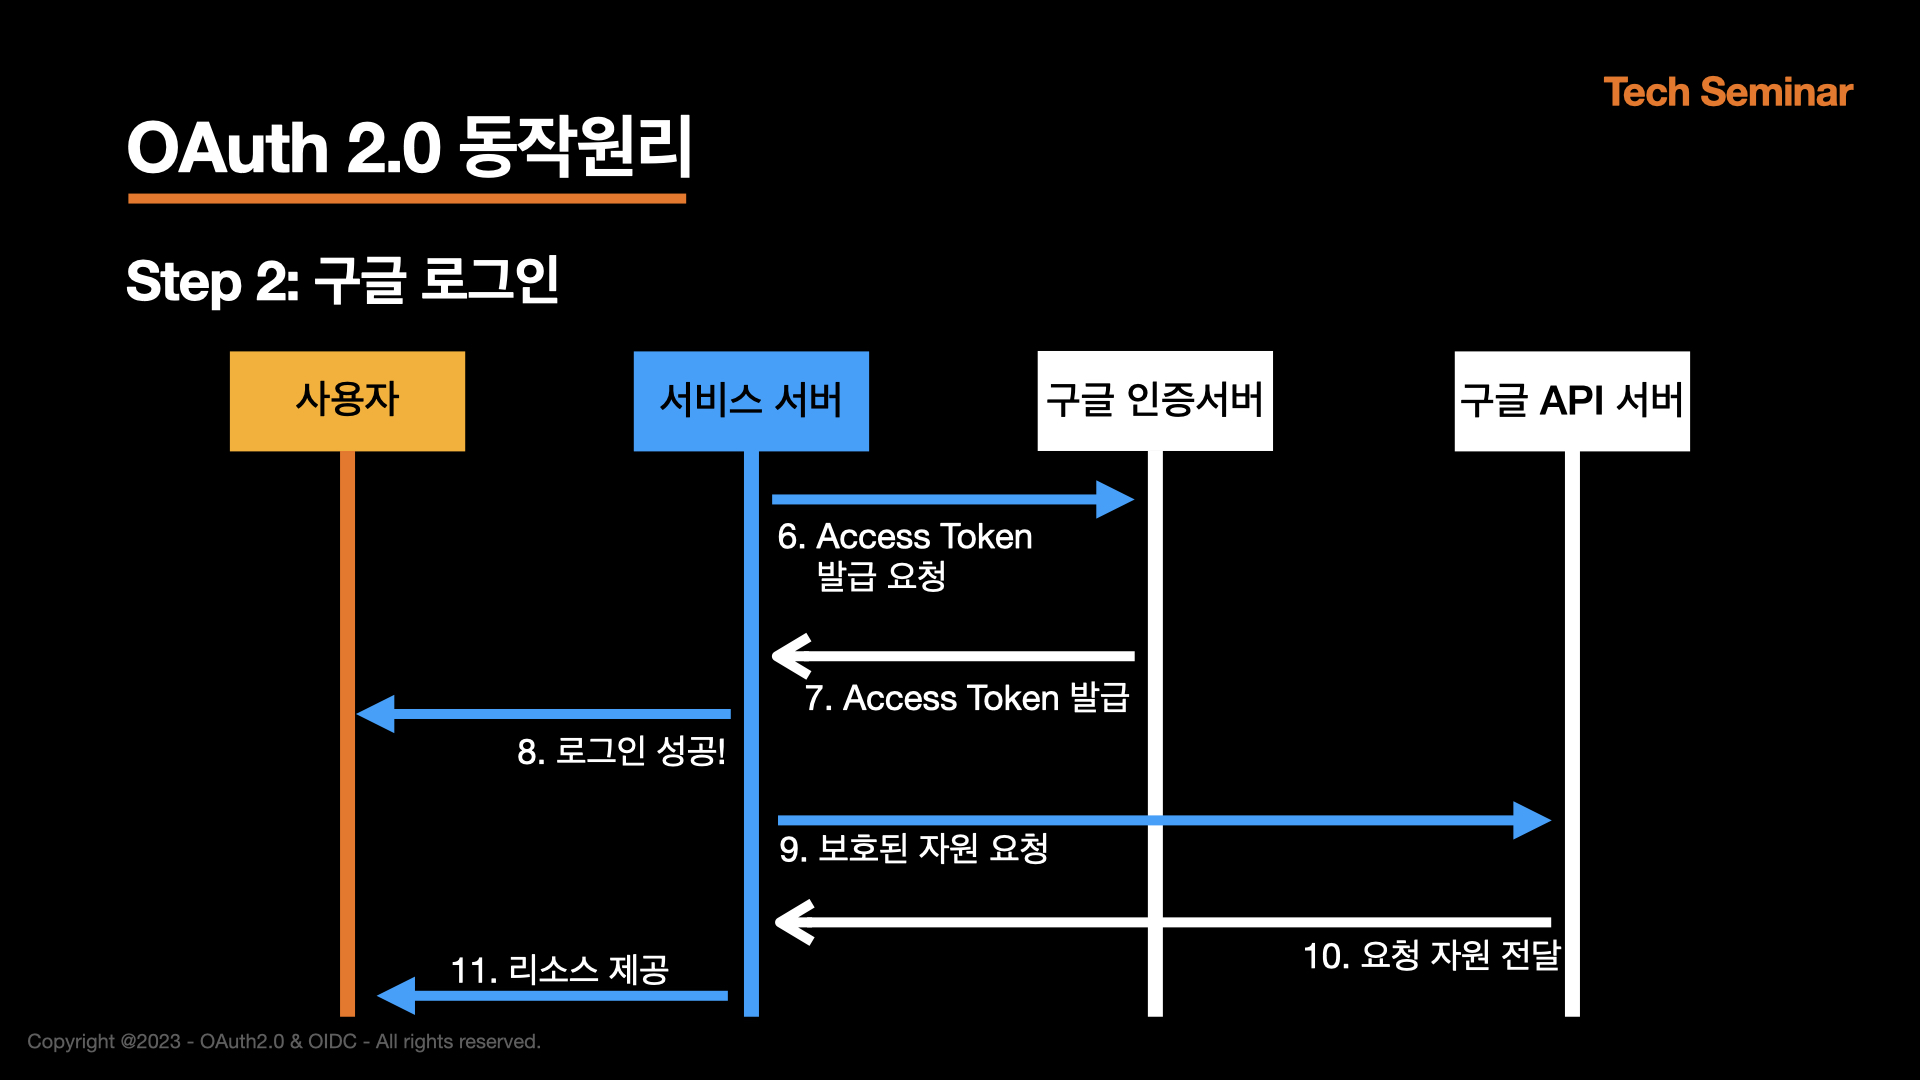 Tech Seminar
OAuth 2.0 동작원리
Step 2: 구글 로그인
사용자
서비스 서버
구글 인증서버
구글 API 서버
6. Access Token
발급 요청
7. Access Token 발급
8. 로그인 성공!
9. 보호된 자원 요청
10. 요청 자원 전달
11. 리소스 제공
Copyright @2023 - OAuth2.0 & OIDC - All rights reserved.